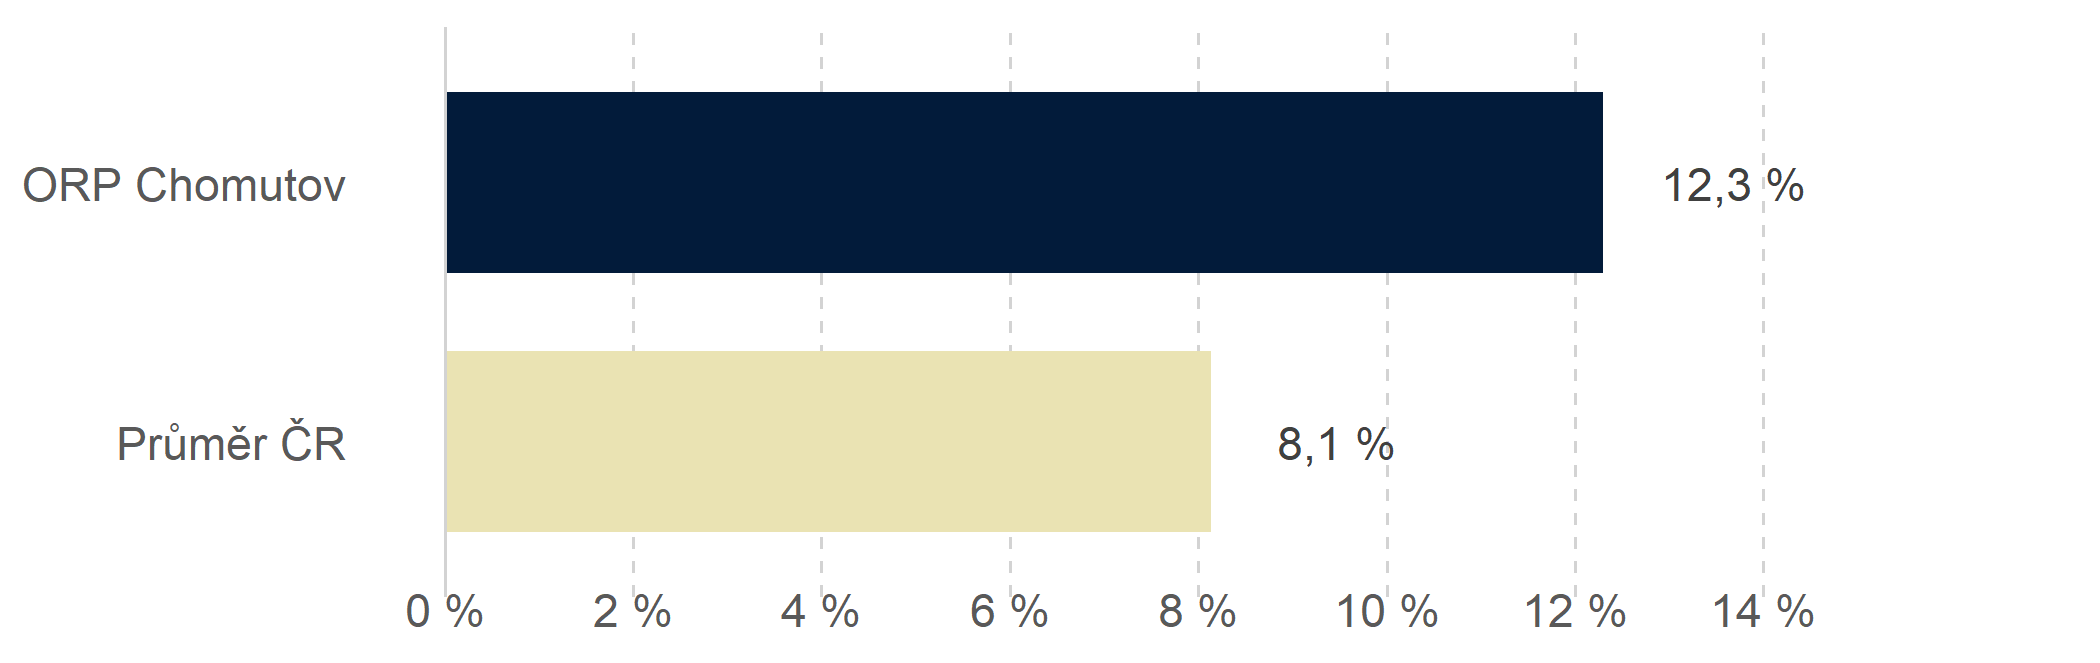 ORP Chomutov
12,3 %
Průměr ČR
8,1 %
0 % 2 % 4 % 6 % 8 % 10 % 12 % 14 %